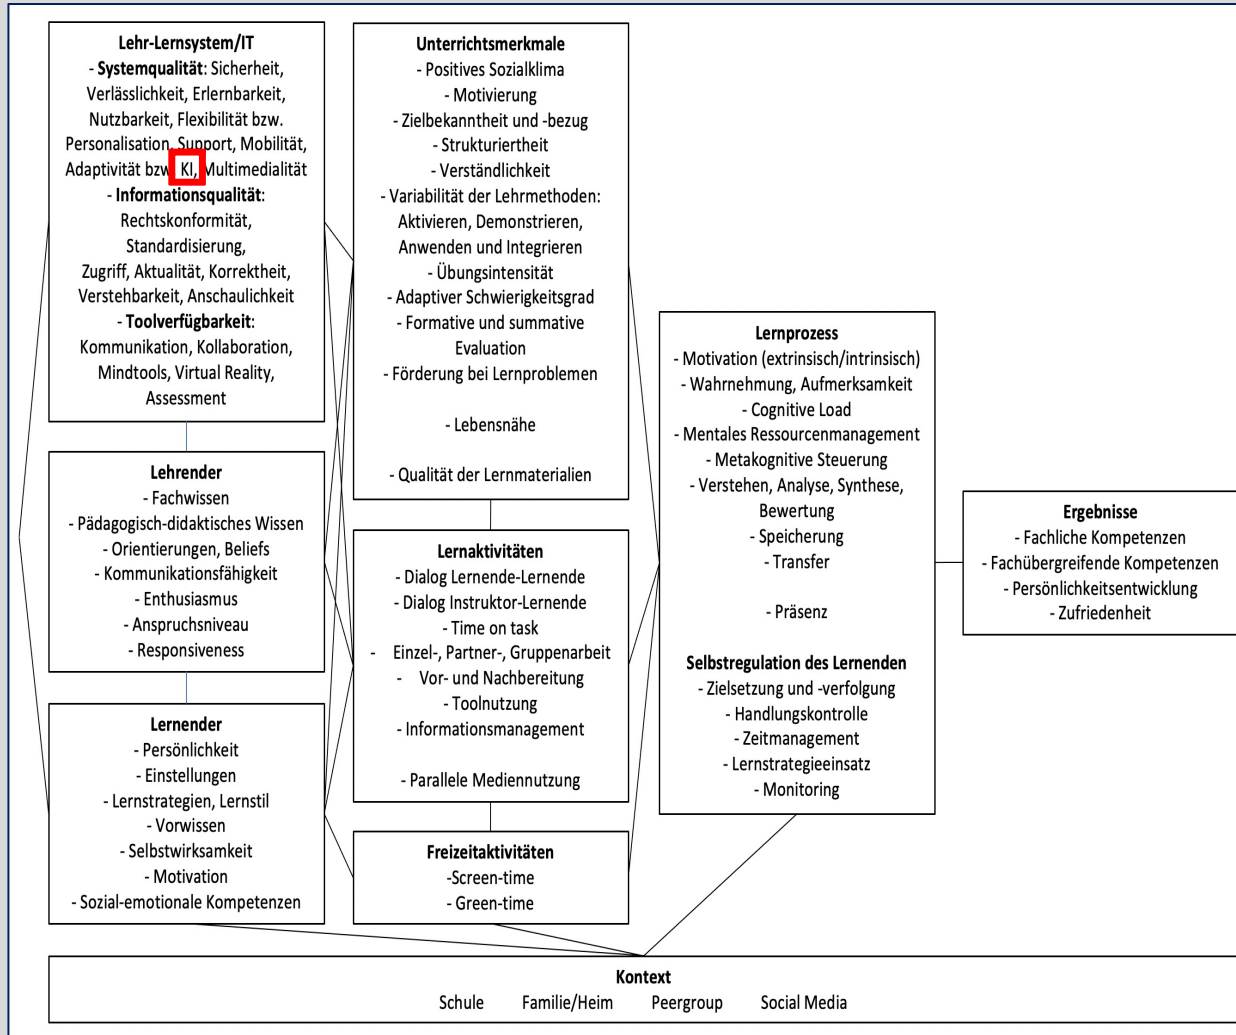 Lehr-Lernsystem/IT
- Systemqualität: Sicherheit,
Verlässlichkeit, Erlernbarkeit,
Nutzbarkeit, Flexibilität bzw.
Personalisation, Support, Mobilität,
Adaptivität bzw. KI, Multimedialität
- Informationsqualität:
Rechtskonformität,
Standardisierung,
Zugriff, Aktualität, Korrektheit,
Verstehbarkeit, Anschaulichkeit
- Toolverfügbarkeit:
Kommunikation, Kollaboration,
Mindtools, Virtual Reality,
Assessment
Lehrender
- Fachwissen
- Pädagogisch-didaktisches Wissen
- Orientierungen, Beliefs
- Kommunikationsfähigkeit
- Enthusiasmus
- Anspruchsniveau
- Responsiveness
Lernender
- Persönlichkeit
- Einstellungen
- Lernstrategien, Lernstil
- Vorwissen
- Selbstwirksamkeit
- Motivation
- Sozial-emotionale Kompetenzen
Unterrichtsmerkmale
- Positives Sozialklima
- Motivierung
- Zielbekanntheit und -bezug
- Strukturiertheit
- Verständlichkeit
- Variabilität der Lehrmethoden:
Aktivieren, Demonstrieren,
Anwenden und Integrieren
- Übungsintensität
- Adaptiver Schwierigkeitsgrad
- Formative und summative
Evaluation
- Förderung bei Lernproblemen
- Lebensnähe
- Qualität der Lernmaterialien
Lernaktivitäten
- Dialog Lernende-Lernende
- Dialog Instruktor-Lernende
- Time on task
- Einzel-, Partner-, Gruppenarbeit
- Vor- und Nachbereitung
- Toolnutzung
- Informationsmanagement
- Parallele Mediennutzung
Freizeitaktivitäten
-Screen-time
- Green-time
Lernprozess
- Motivation (extrinsisch/intrinsisch)
- Wahrnehmung, Aufmerksamkeit
- Cognitive Load
- Mentales Ressourcenmanagement
- Metakognitive Steuerung
- Verstehen, Analyse, Synthese,
Bewertung
- Speicherung
- Transfer
- Präsenz
Selbstregulation des Lernenden
- Zielsetzung und -verfolgung
- Handlungskontrolle
- Zeitmanagement
- Lernstrategieeinsatz
- Monitoring
Ergebnisse
- Fachliche Kompetenzen
- Fachübergreifende Kompetenzen
- Persönlichkeitsentwicklung
- Zufriedenheit
Kontext
Schule Familie/Heim Peergroup Social Media